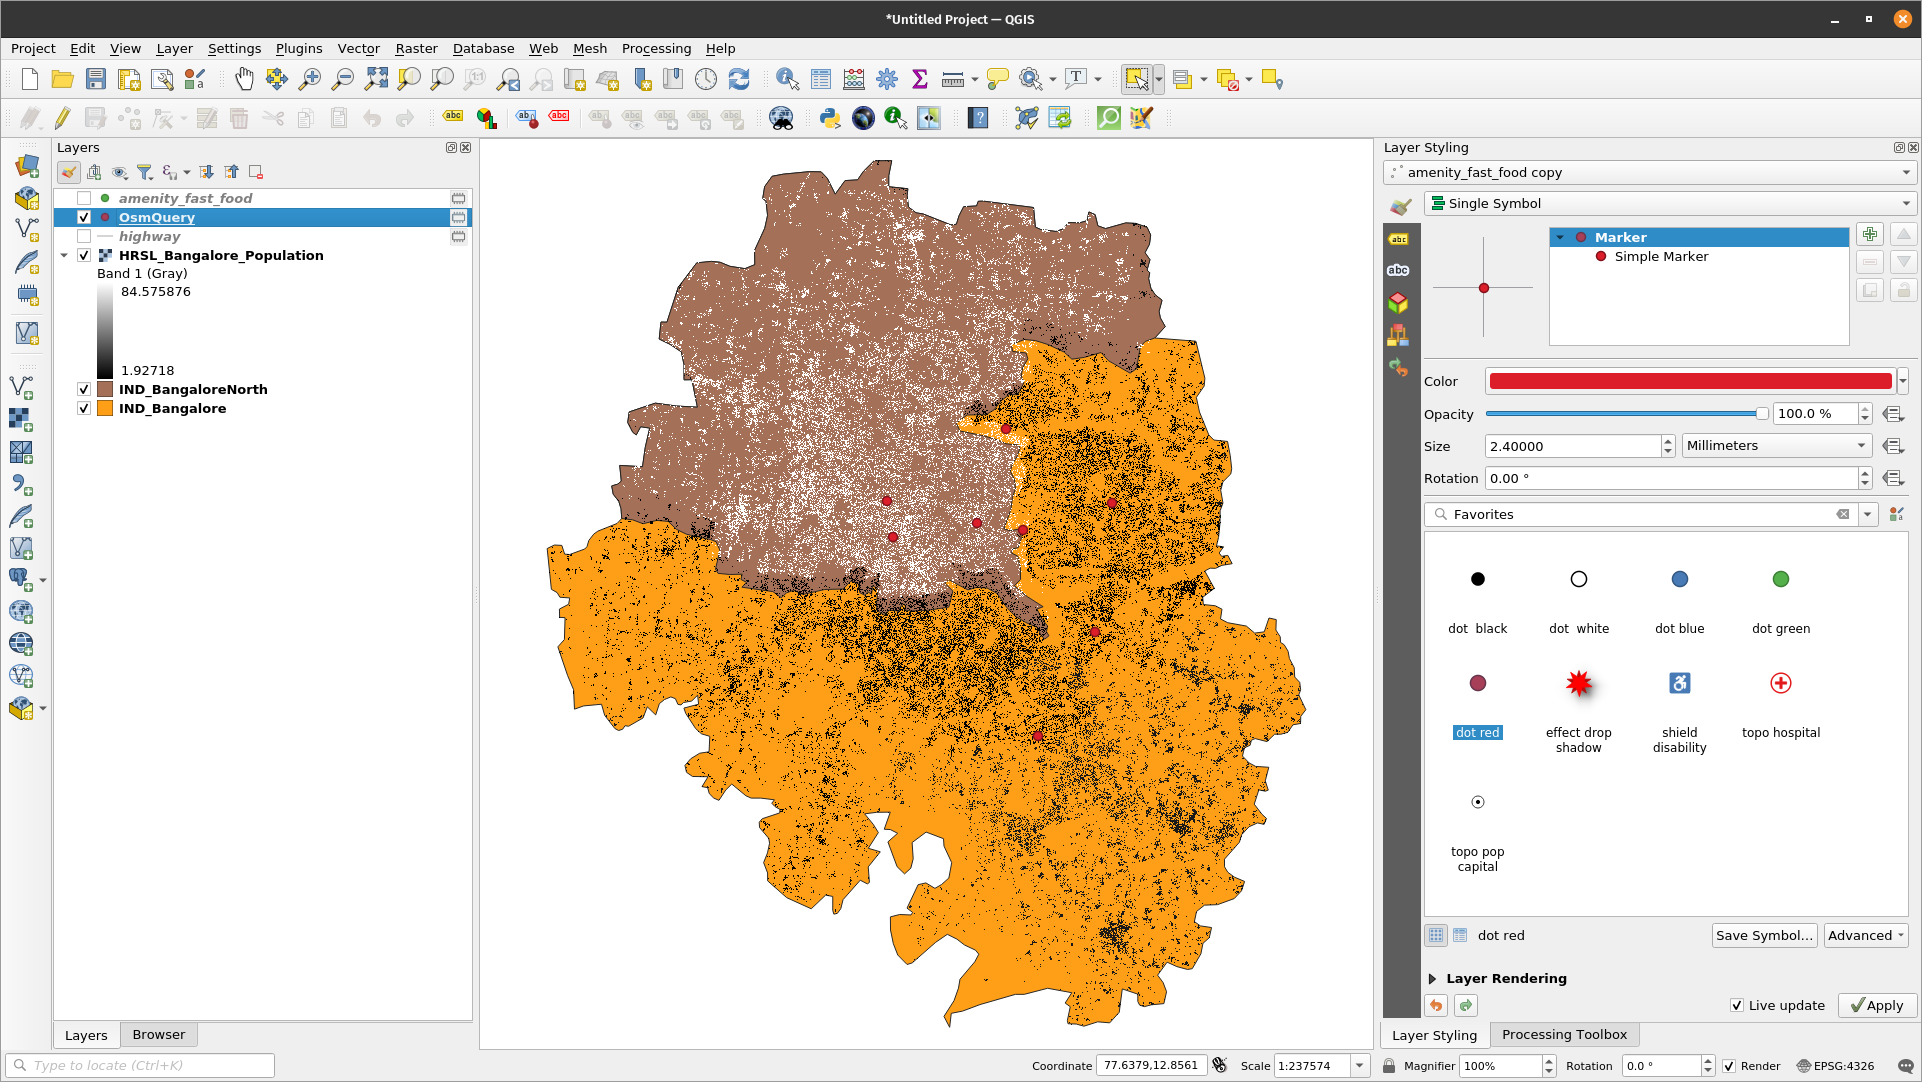 *Untitled Project — QGIS
Project Edit View Layer Settings Plugins Vector Raster Database Web Mesh Processing Help
Layers
amenity_fast_food
OsmQuery
highway
HRSL_Bangalore_Population
Band 1 (Gray)
84.575876
1.92718
IND_BangaloreNorth
IND_Bangalore
Layers Browser
Layer Styling
amenity_fast_food copy
Single Symbol
Marker
Simple Marker
Color
Opacity 100.0 %
Size 2.40000 Millimeters
Rotation 0.00 °
Favorites
dot black dot white dot blue dot green
dot red effect drop shadow shield disability topo hospital
topo pop capital
dot red Save Symbol... Advanced
Layer Rendering
Live update Apply
Layer Styling Processing Toolbox
Type to locate (Ctrl+K) Coordinate 77.6379,12.8561 Scale 1:237574 Magnifier 100% Rotation 0.0 ° Render EPSG:4326